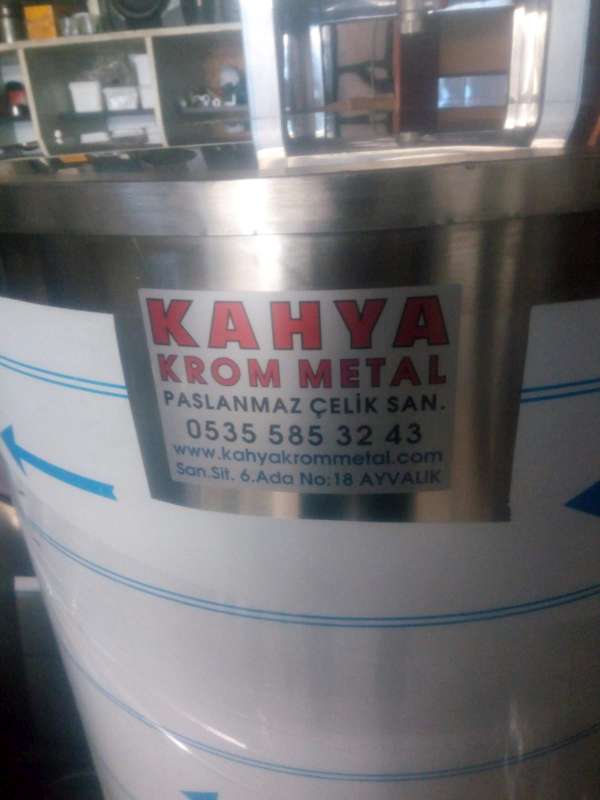 KAHYA
KROM METAL
PASLANMAZ ÇELİK SAN.
0535 585 32 43
www.kahyakrommetal.com
San.Sit. 6.Ada No:18 AYVALIK